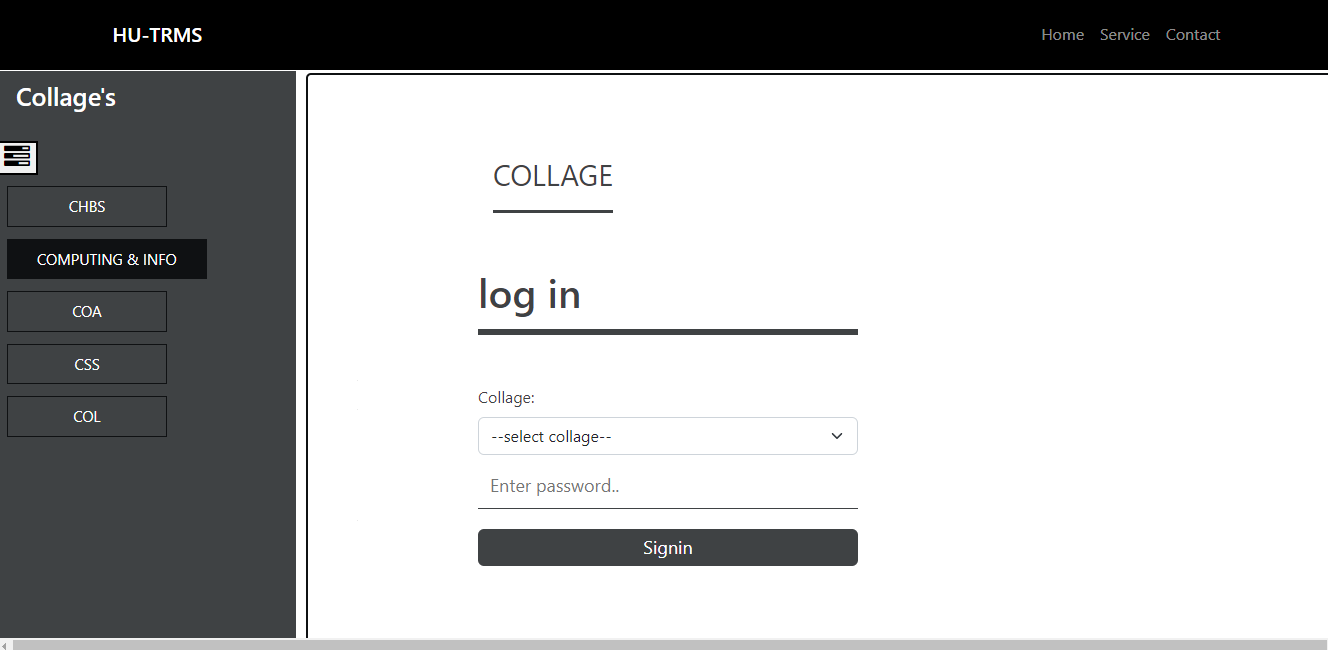 HU-TRMS
Home Service Contact
Collage's
CHBS
COMPUTING & INFO
COA
CSS
COL
COLLAGE
log in
Collage:
--select collage--
Enter password..
Signin